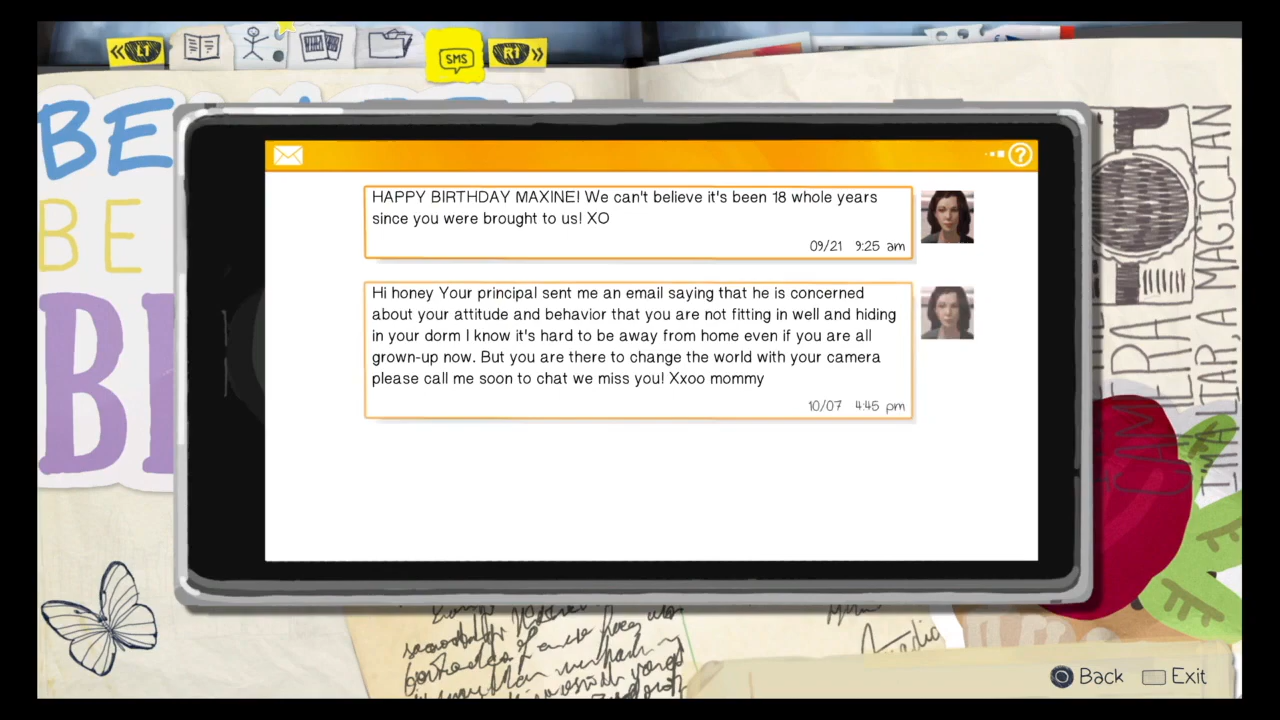 L1
SMS
R1
BE
BE
HAPPY BIRTHDAY MAXINE! We can't believe it's been 18 whole years
since you were brought to us! XO
09/21 9:25 am
Hi honey Your principal sent me an email saying that he is concerned
about your attitude and behavior that you are not fitting in well and hiding
in your dorm I know it's hard to be away from home even if you are all
grown-up now. But you are there to change the world with your camera
please call me soon to chat we miss you! Xxoo mommy
10/07 4:45 pm
?
CAMERA
I'M A LIAR, A MAGICIAN
Back
Exit